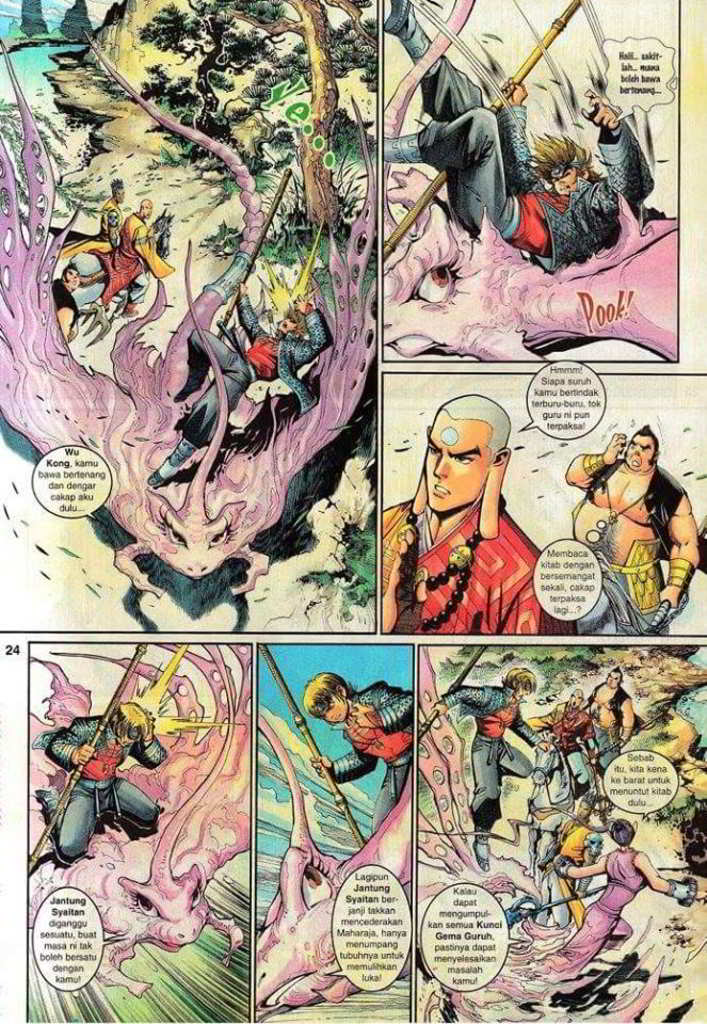 Ye....
Wu
Kong, kamu
bawa bertenang
dan dengar
cakap aku
dulu...
Haii... sakit-
lah... mana
boleh bawa
bertenang...
Pook!
Hmmm!
Siapa suruh
kamu bertindak
terburu-buru, tok
guru ni pun
terpaksa!
Membaca
kitab dengan
bersemangat
sekali, cakap
terpaksa
lagi...?
24
Jantung
Syaitan
diganggu
sesuatu, buat
masa ni tak
boleh bersatu
dengan
kamu!
Lagipun
Jantung
Syaitan ber-
janji takkan
mencederakan
Maharaja, hanya
menumpang
tubuhnya untuk
memulihkan
luka!
Sebab
itu, kita kena
ke barat untuk
menuntut kitab
dulu...
Kalau
dapat
mengumpul-
kan semua Kunci
Gema Guruh,
pastinya dapat
menyelesaikan
masalah
kamu!